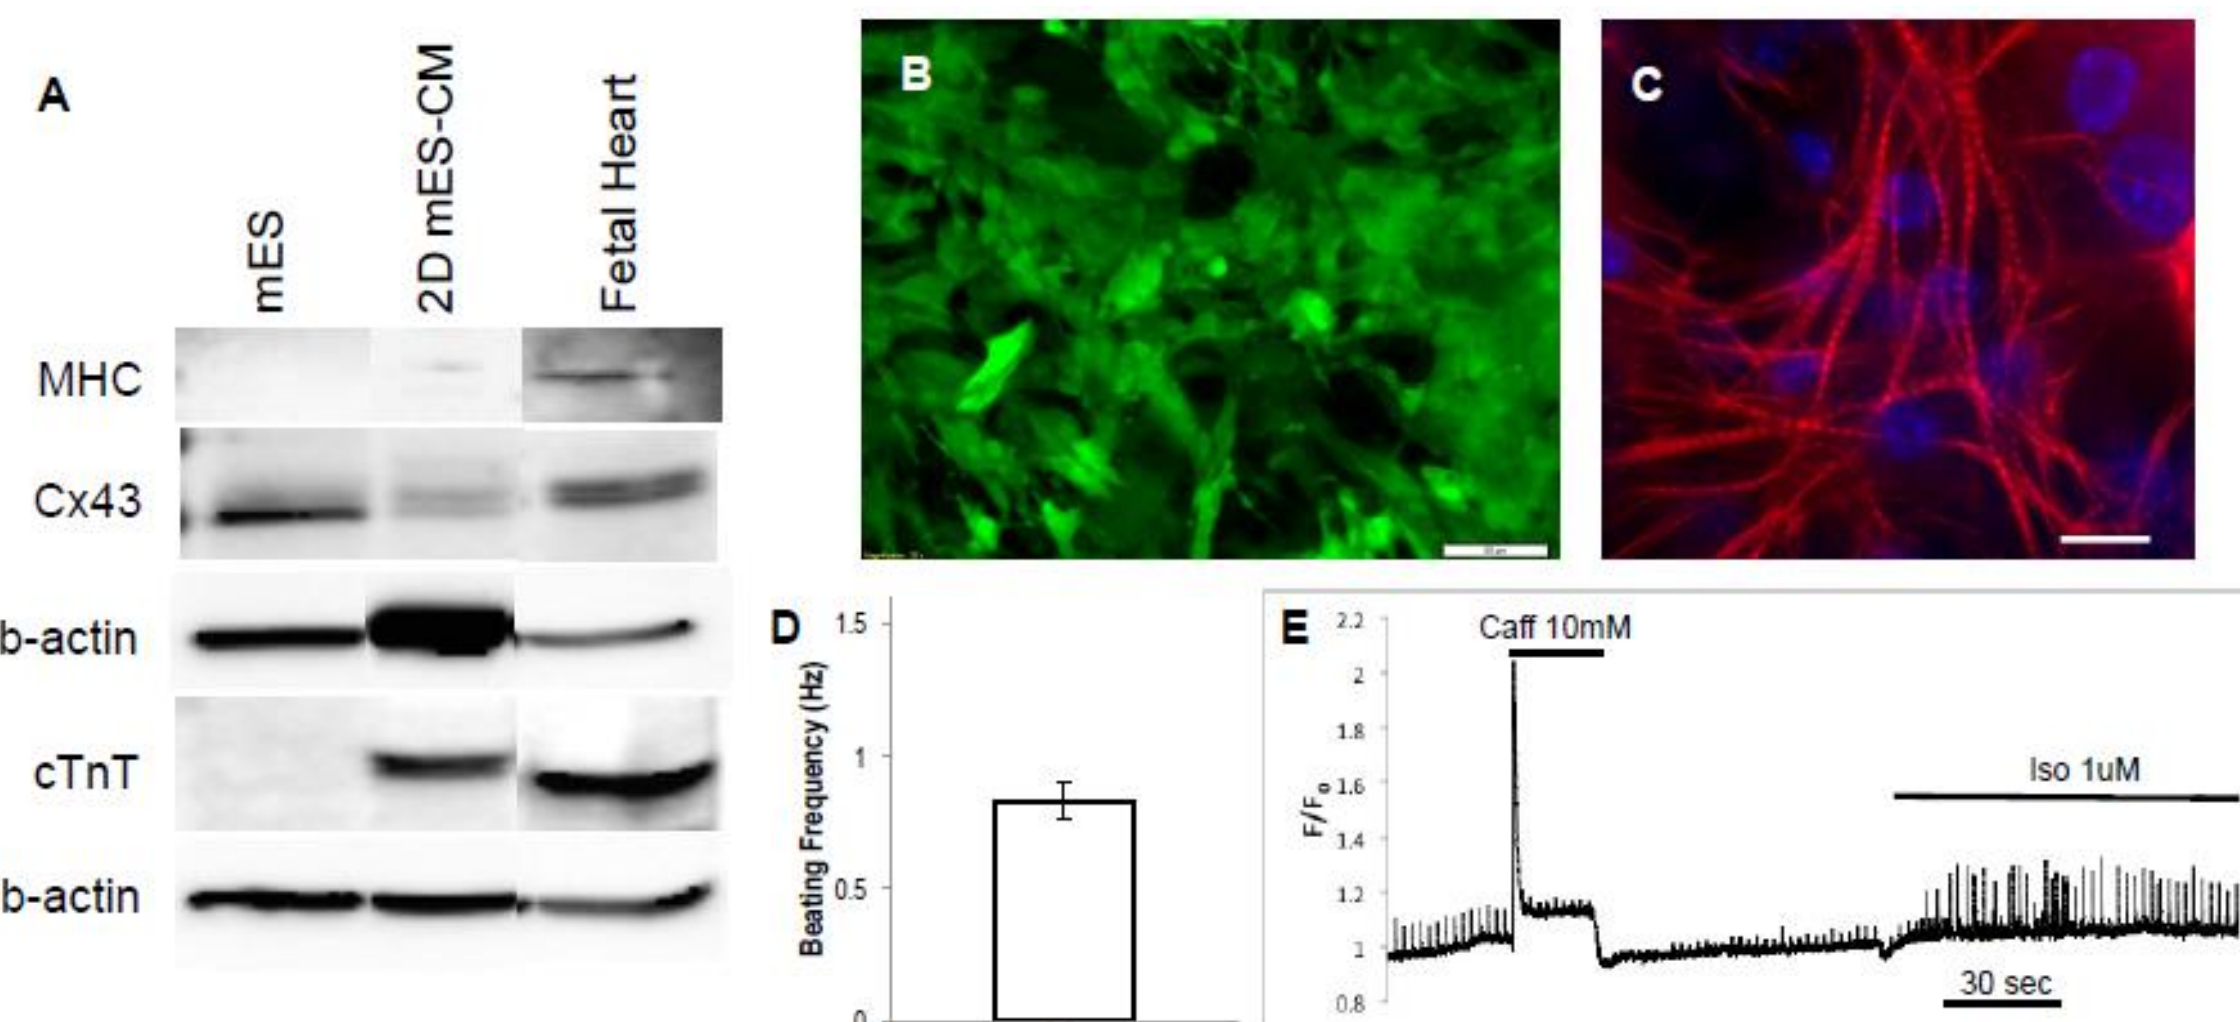 A
mES
2D mES-CM
Fetal Heart
MHC
Cx43
b-actin
cTnT
b-actin
B
C
D
Beating Frequency (Hz)
1.5
1
0.5
0
E
Caff 10mM
Iso 1uM
F/Fo
2.2
2
1.8
1.6
1.4
1.2
1
0.8
30 sec